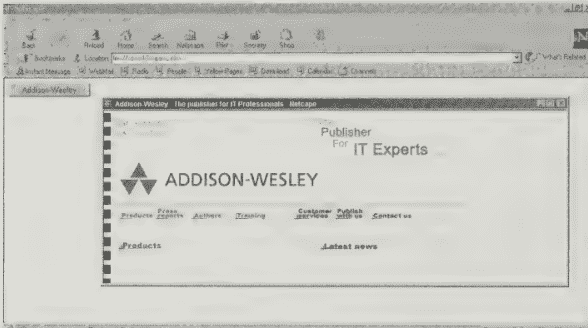 Back Reload Home Search Netscape Print Security Shop
Bookmarks Location What's Related
Instant Message WebMail Radio People Yellow Pages Download Calendar Channels
Addison-Wesley
Addison Wesley The publisher for IT Professionals Netscape
Publisher
For IT Experts
ADDISON-WESLEY
Products Press reports Authors Training Customer services Publish with us Contact us
Products Latest news